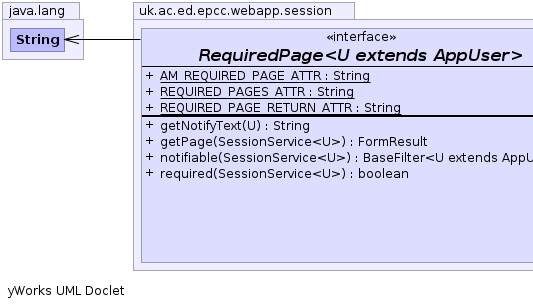 java.lang
uk.ac.ed.epcc.webapp.session
String
«interface»
RequiredPage<U extends AppUser>
+ AM_REQUIRED_PAGE_ATTR : String
+ REQUIRED_PAGES_ATTR : String
+ REQUIRED_PAGE_RETURN_ATTR : String
+ getNotifyText(U) : String
+ getPage(SessionService<U>) : FormResult
+ notifiable(SessionService<U>) : BaseFilter<U extends AppU
+ required(SessionService<U>) : boolean
yWorks UML Doclet